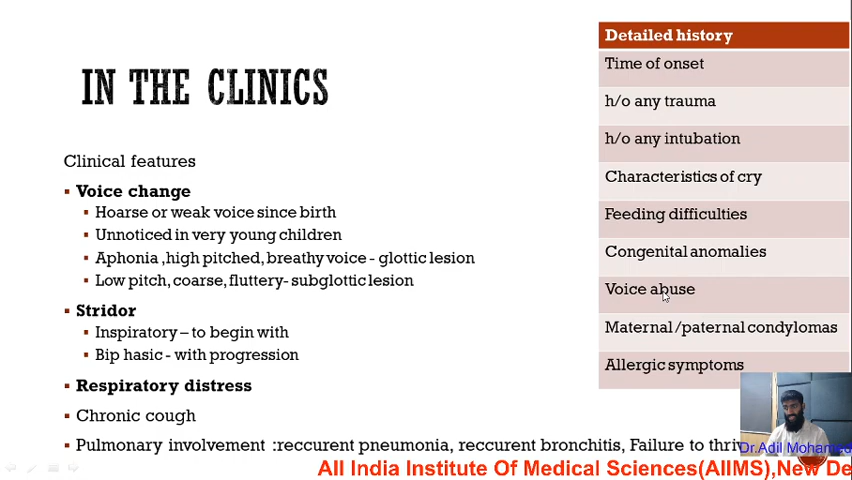 IN THE CLINICS
Clinical features
▪ Voice change
▪ Hoarse or weak voice since birth
▪ Unnoticed in very young children
▪ Aphonia ,high pitched, breathy voice - glottic lesion
▪ Low pitch, coarse, fluttery- subglottic lesion
▪ Stridor
▪ Inspiratory – to begin with
▪ Bip hasic - with progression
▪ Respiratory distress
▪ Chronic cough
▪ Pulmonary involvement :reccurent pneumonia, reccurent bronchitis, Failure to thriv
Detailed history
Time of onset
h/o any trauma
h/o any intubation
Characteristics of cry
Feeding difficulties
Congenital anomalies
Voice abuse
Maternal /paternal condylomas
Allergic symptoms
Dr.Adil Mohamed
All India Institute Of Medical Sciences(AIIMS),New De